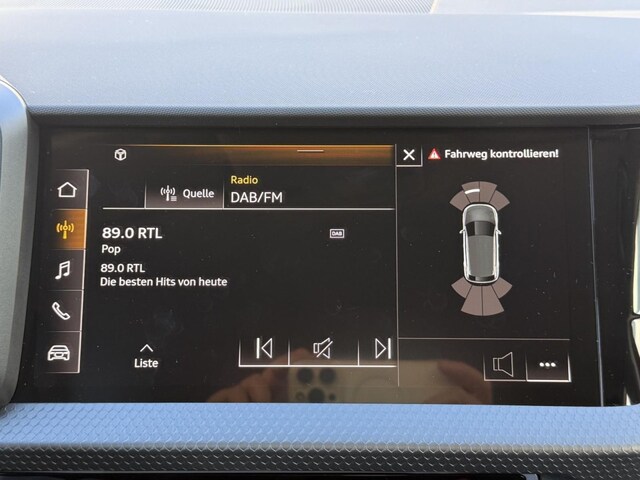 Fahrweg kontrollieren!
Radio
Quelle
DAB/FM
89.0 RTL
DAB
Pop
89.0 RTL
Die besten Hits von heute
Liste